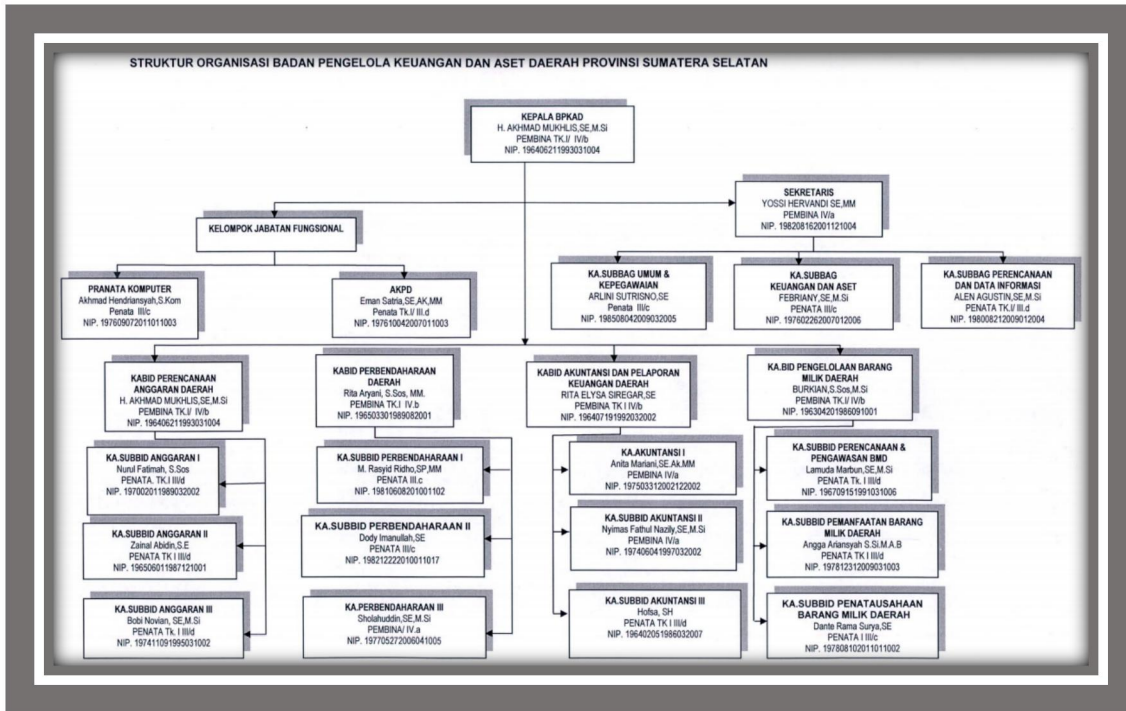 STRUKTUR ORGANISASI BADAN PENGELOLA KEUANGAN DAN ASET DAERAH PROVINSI SUMATERA SELATAN
KEPALA BPKAD
H. AKHMAD MUKHLIS,SE,M.Si
PEMBINA TK.I/ IV/b
NIP. 196406211993031004
SEKRETARIS
YOSSI HERVANDI SE,MM
PEMBINA IV/a
NIP. 198208162001121004
KELOMPOK JABATAN FUNGSIONAL
PRANATA KOMPUTER
Akhmad Hendriansyah,S.Kom
Penata III/c
NIP. 197609072011011003
AKPD
Eman Satria,SE,AK,MM
Penata Tk.I/ III.d
NIP. 197610042007011003
KA.SUBBAG UMUM &
KEPEGAWAIAN
ARLINI SUTRISNO,SE
Penata III/c
NIP. 198508042009032005
KA.SUBBAG
KEUANGAN DAN ASET
FEBRIANY,SE,M.Si
PENATA III/c
NIP. 197602262007012006
KA.SUBBAG PERENCANAAN
DAN DATA INFORMASI
ALEN AGUSTIN,SE,M.Si
PENATA TK.I/ III.d
NIP. 198008212009012004
KABID PERENCANAAN
ANGGARAN DAERAH
H. AKHMAD MUKHLIS,SE,M.Si
PEMBINA TK.I/ IV/b
NIP. 196406211993031004
KABID PERBENDAHARAAN
DAERAH
Rita Aryani, S.Sos, MM.
PEMBINA TK.I IV.b
NIP. 196503301989082001
KABID AKUNTANSI DAN PELAPORAN
KEUANGAN DAERAH
RITA ELYSA SIREGAR,SE
PEMBINA TK I IV/b
NIP. 196407191992032002
KA.BID PENGELOLAAN BARANG
MILIK DAERAH
BURKIAN,S.Sos,M.Si
PEMBINA TK.I/ IV/b
NIP. 196304201986091001
KA.SUBBID ANGGARAN I
Nurul Fatimah, S.Sos
PENATA. TK.I III/d
NIP. 197002011989032002
KA.SUBBID PERBENDAHARAAN I
M. Rasyid Ridho,SP,MM
PENATA III.c
NIP. 19810608201001102
KA.AKUNTANSI I
Anita Mariani,SE.Ak.MM
PEMBINA IV/a
NIP. 197503312002122002
KA.SUBBID PERENCANAAN &
PENGAWASAN BMD
Lamuda Marbun,SE,M.Si
PENATA Tk. I III/d
NIP. 196709151991031006
KA.SUBBID ANGGARAN II
Zainal Abidin,S.E
PENATA TK I III/d
NIP. 196506011987121001
KA.SUBBID PERBENDAHARAAN II
Dody Imanullah,SE
PENATA III/c
NIP. 198212222010011017
KA.SUBBID AKUNTANSI II
Nyimas Fathul Nazily,SE,M.Si
PEMBINA IV/a
NIP. 197406041997032002
KA.SUBBID PEMANFAATAN BARANG
MILIK DAERAH
Angga Ariansyah S.Si.M.A.B
PENATA TK I III/d
NIP. 197812312009031003
KA.SUBBID ANGGARAN III
Bobi Novian, SE,M.Si
PENATA Tk. I III/d
NIP. 197411091995031002
KA.PERBENDAHARAAN III
Sholahuddin,SE,M.Si
PEMBINA/ IV.a
NIP. 197705272006041005
KA.SUBBID AKUNTANSI III
Hofsa, SH
PENATA TK I III/d
NIP. 196402051986032007
KA.SUBBID PENATAUSAHAAN
BARANG MILIK DAERAH
Dante Rama Surya,SE
PENATA I III/c
NIP. 197808102011011002